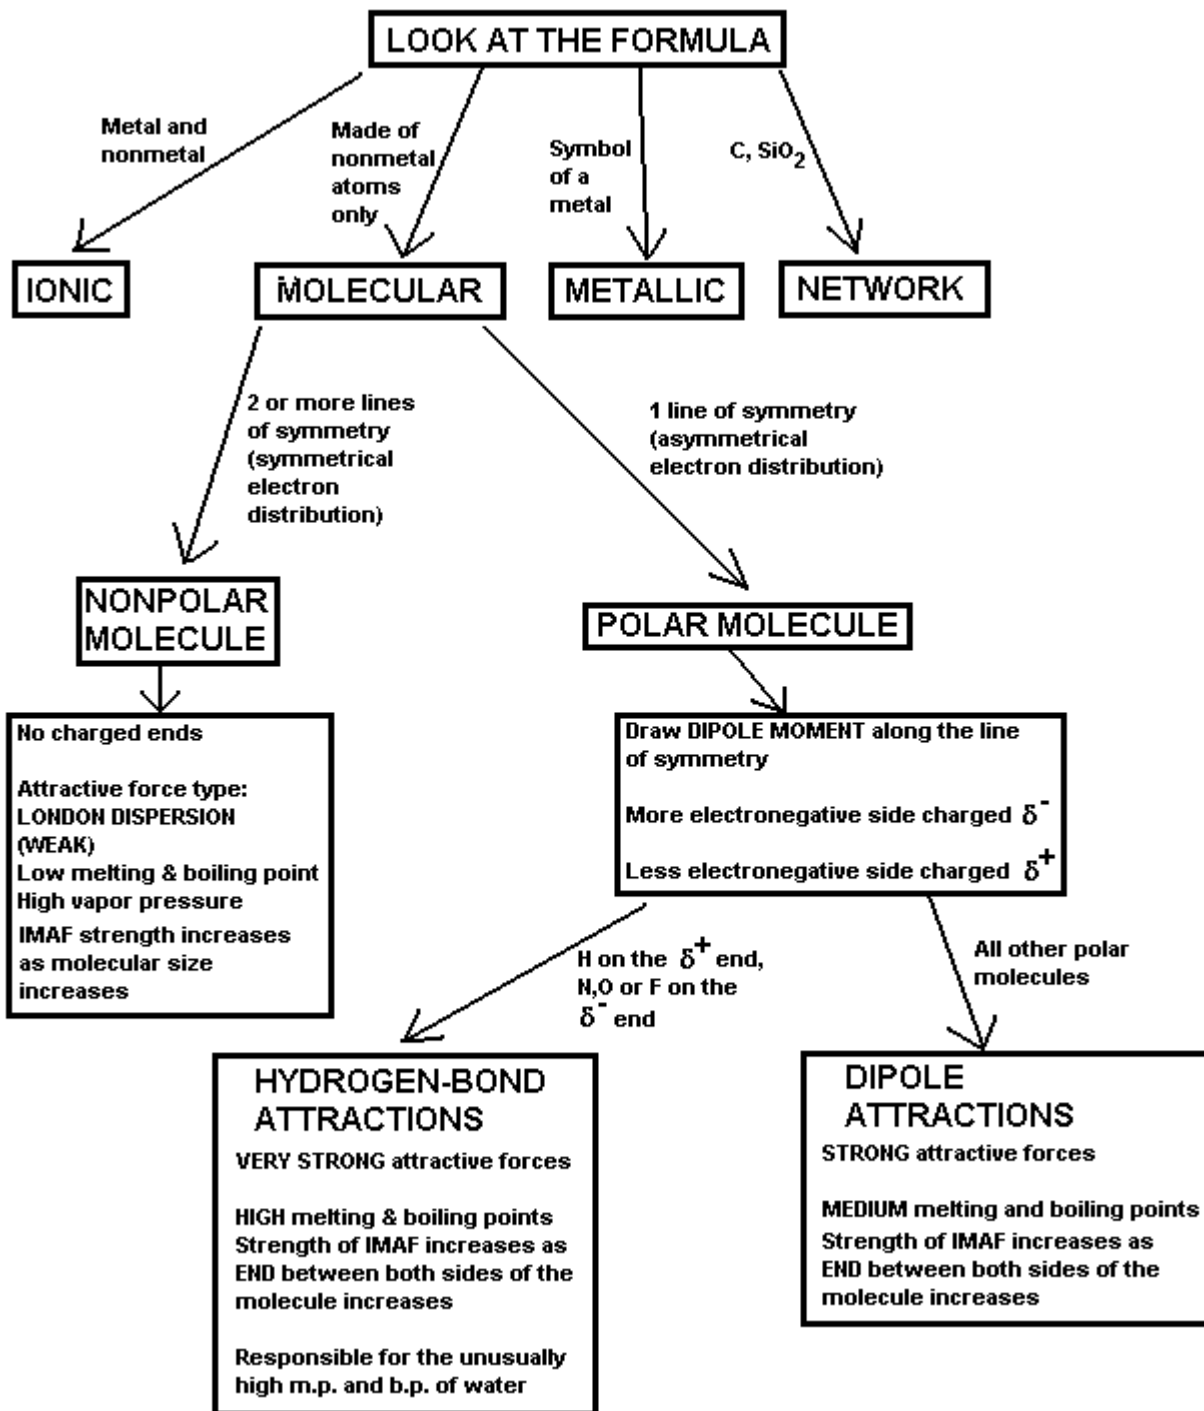 LOOK AT THE FORMULA
Metal and
nonmetal
Made of
nonmetal
atoms
only
Symbol
of a
metal
C, SiO₂
IONIC
MOLECULAR
METALLIC
NETWORK
2 or more lines
of symmetry
(symmetrical
electron
distribution)
1 line of symmetry
(asymmetrical
electron distribution)
NONPOLAR
MOLECULE
POLAR MOLECULE
No charged ends
Attractive force type:
LONDON DISPERSION
(WEAK)
Low melting & boiling point
High vapor pressure
IMAF strength increases
as molecular size
increases
Draw DIPOLE MOMENT along the line
of symmetry
More electronegative side charged δ⁻
Less electronegative side charged δ⁺
H on the δ⁺ end,
N,O or F on the
δ⁻ end
All other polar
molecules
HYDROGEN-BOND
ATTRACTIONS
VERY STRONG attractive forces
HIGH melting & boiling points
Strength of IMAF increases as
END between both sides of the
molecule increases
Responsible for the unusually
high m.p. and b.p. of water
DIPOLE
ATTRACTIONS
STRONG attractive forces
MEDIUM melting and boiling points
Strength of IMAF increases as
END between both sides of the
molecule increases